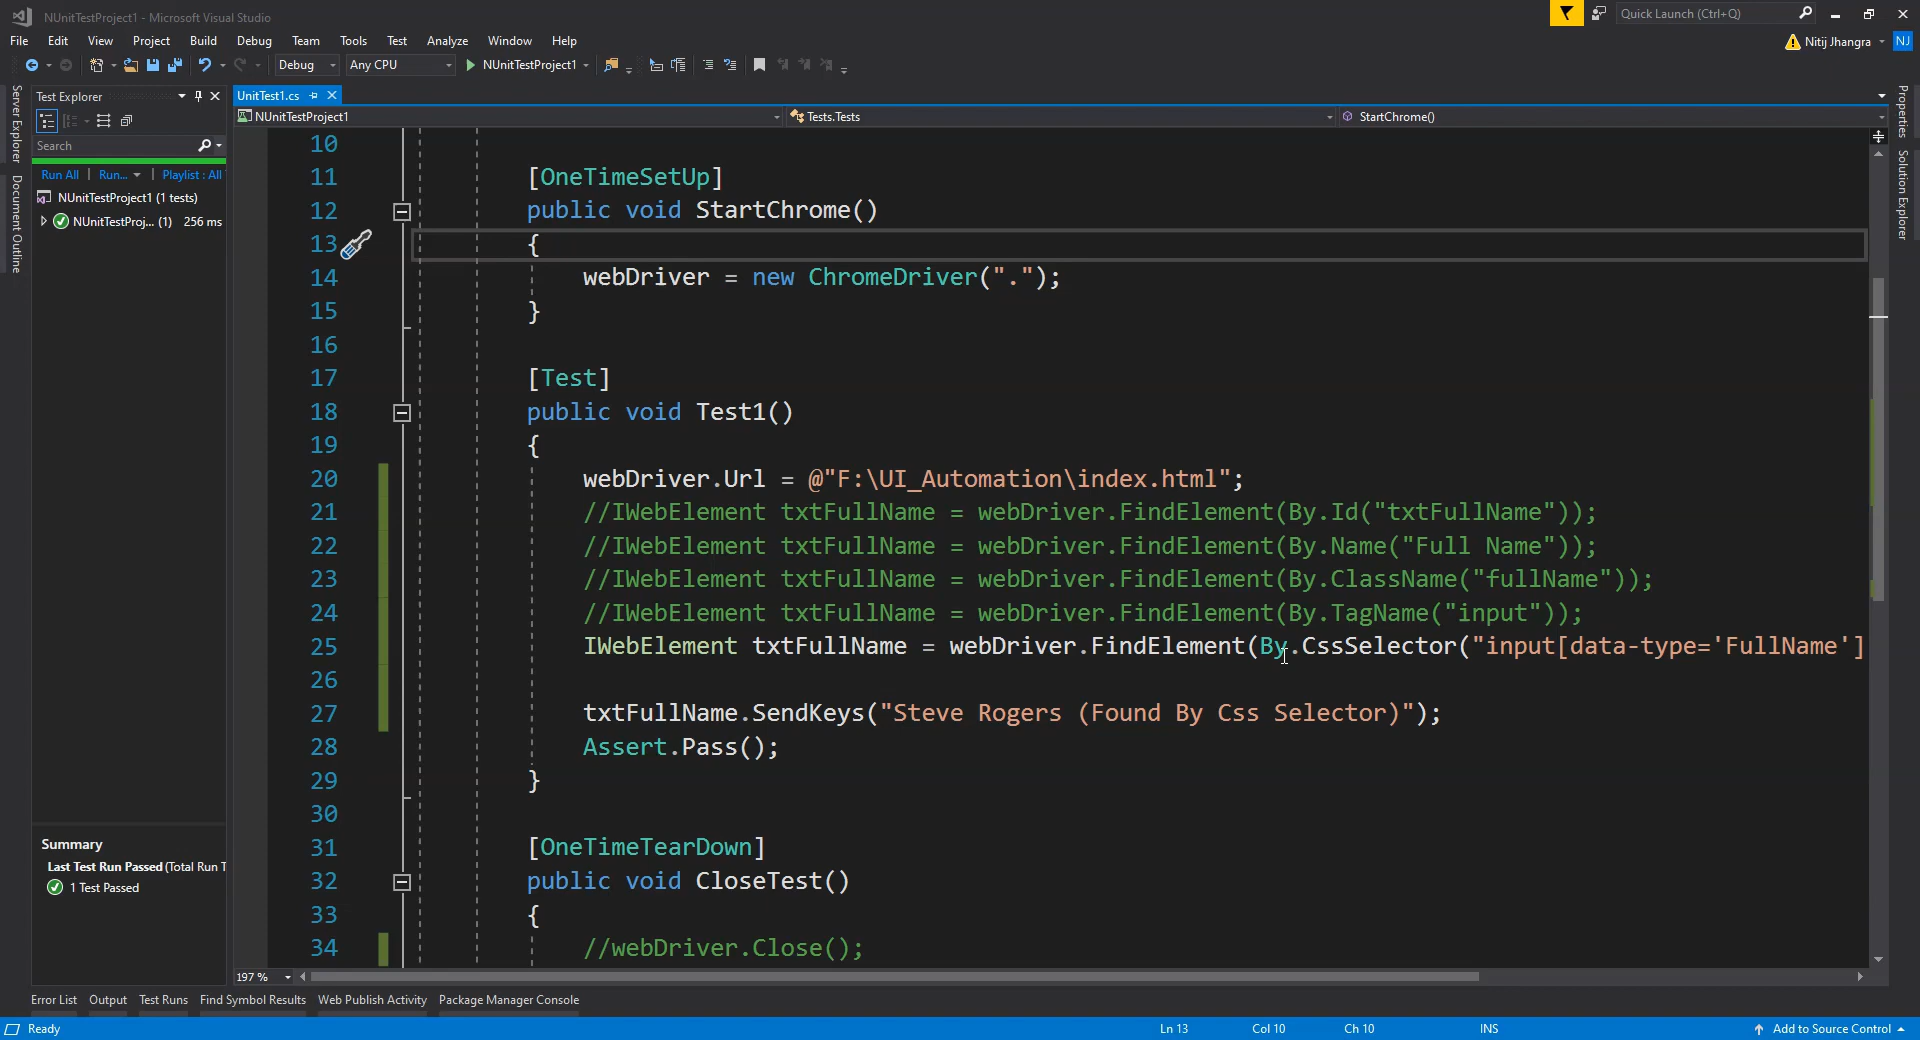 NUnitTestProject1 - Microsoft Visual Studio
Quick Launch (Ctrl+Q)
File Edit View Project Build Debug Team Tools Test Analyze Window Help
Nitij Jhangra NJ
Debug Any CPU NUnitTestProject1
Server Explorer
Document Outline
Test Explorer
Search
Run All Run... Playlist : All
NUnitTestProject1 (1 tests)
NUnitTestProj... (1) 256 ms
Summary
Last Test Run Passed (Total Run T
1 Test Passed
UnitTest1.cs
NUnitTestProject1 Tests.Tests StartChrome()
10
11 [OneTimeSetUp]
12 public void StartChrome()
13 {
14 webDriver = new ChromeDriver(".");
15 }
16
17 [Test]
18 public void Test1()
19 {
20 webDriver.Url = @"F:\UI_Automation\index.html";
21 //IWebElement txtFullName = webDriver.FindElement(By.Id("txtFullName"));
22 //IWebElement txtFullName = webDriver.FindElement(By.Name("Full Name"));
23 //IWebElement txtFullName = webDriver.FindElement(By.ClassName("fullName"));
24 //IWebElement txtFullName = webDriver.FindElement(By.TagName("input"));
25 IWebElement txtFullName = webDriver.FindElement(By.CssSelector("input[data-type='FullName']
26
27 txtFullName.SendKeys("Steve Rogers (Found By Css Selector)");
28 Assert.Pass();
29 }
30
31 [OneTimeTearDown]
32 public void CloseTest()
33 {
34 //webDriver.Close();
197 %
Properties
Solution Explorer
Error List Output Test Runs Find Symbol Results Web Publish Activity Package Manager Console
Ready Ln 13 Col 10 Ch 10 INS Add to Source Control